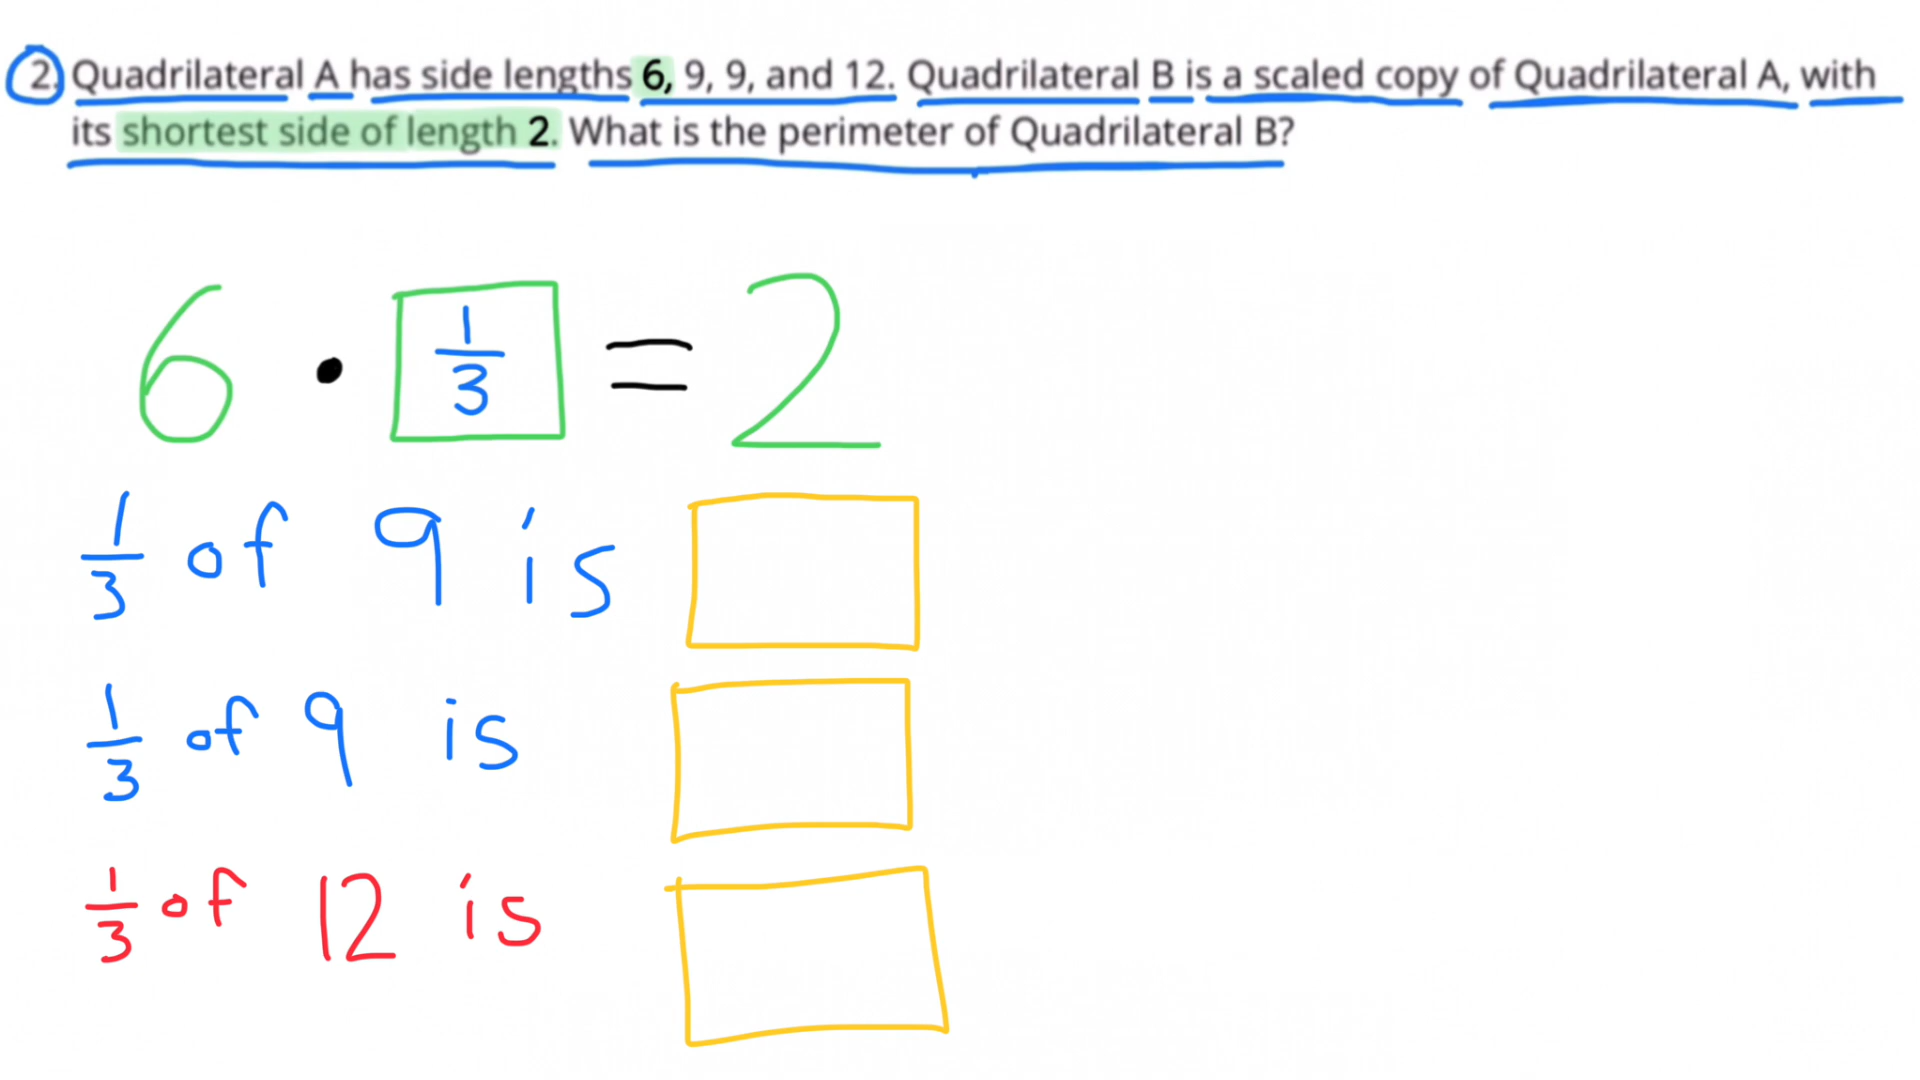 2. Quadrilateral A has side lengths 6, 9, 9, and 12. Quadrilateral B is a scaled copy of Quadrilateral A, with
its shortest side of length 2. What is the perimeter of Quadrilateral B?
6 • 1/3 = 2
1/3 of 9 is
1/3 of 9 is
1/3 of 12 is